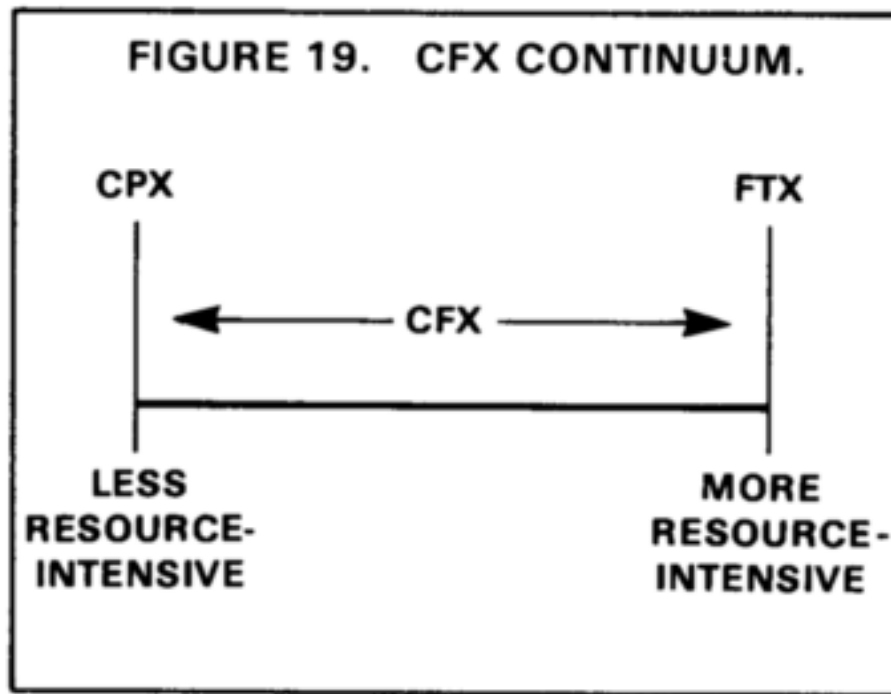 FIGURE 19. CFX CONTINUUM.
CPX
FTX
CFX
LESS
RESOURCE-
INTENSIVE
MORE
RESOURCE-
INTENSIVE